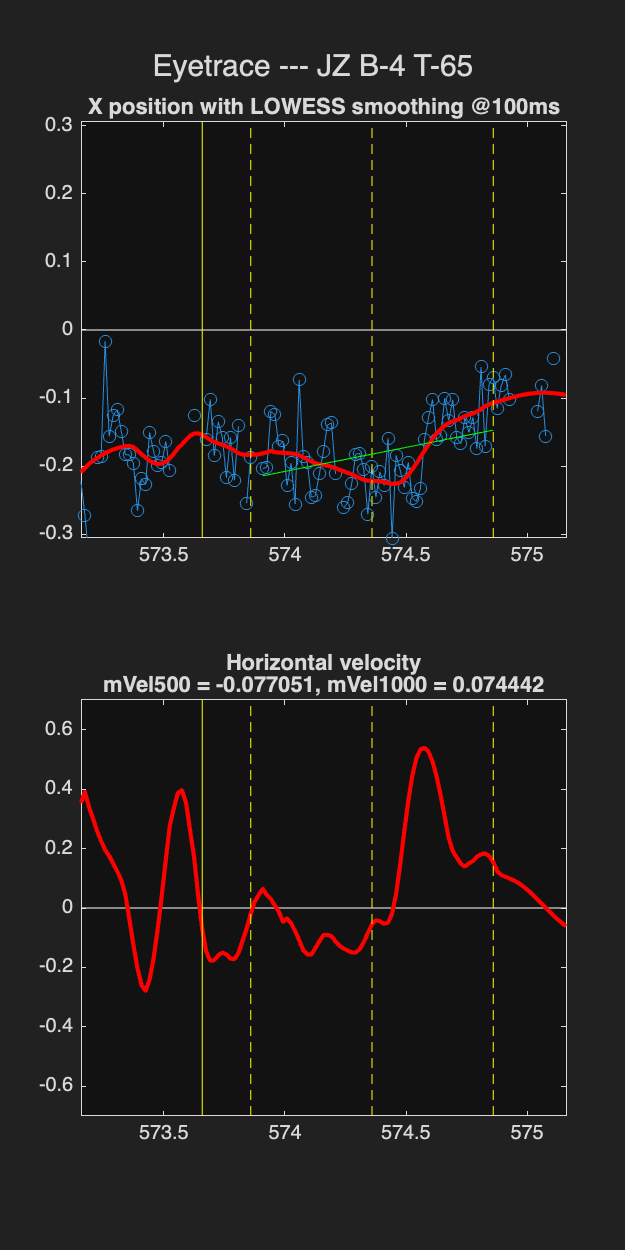 Eyetrace --- JZ B-4 T-65
X position with LOWESS smoothing @100ms
0.3
0.2
0.1
0
-0.1
-0.2
-0.3
573.5 574 574.5 575
Horizontal velocity
mVel500 = -0.077051, mVel1000 = 0.074442
0.6
0.4
0.2
0
-0.2
-0.4
-0.6
573.5 574 574.5 575